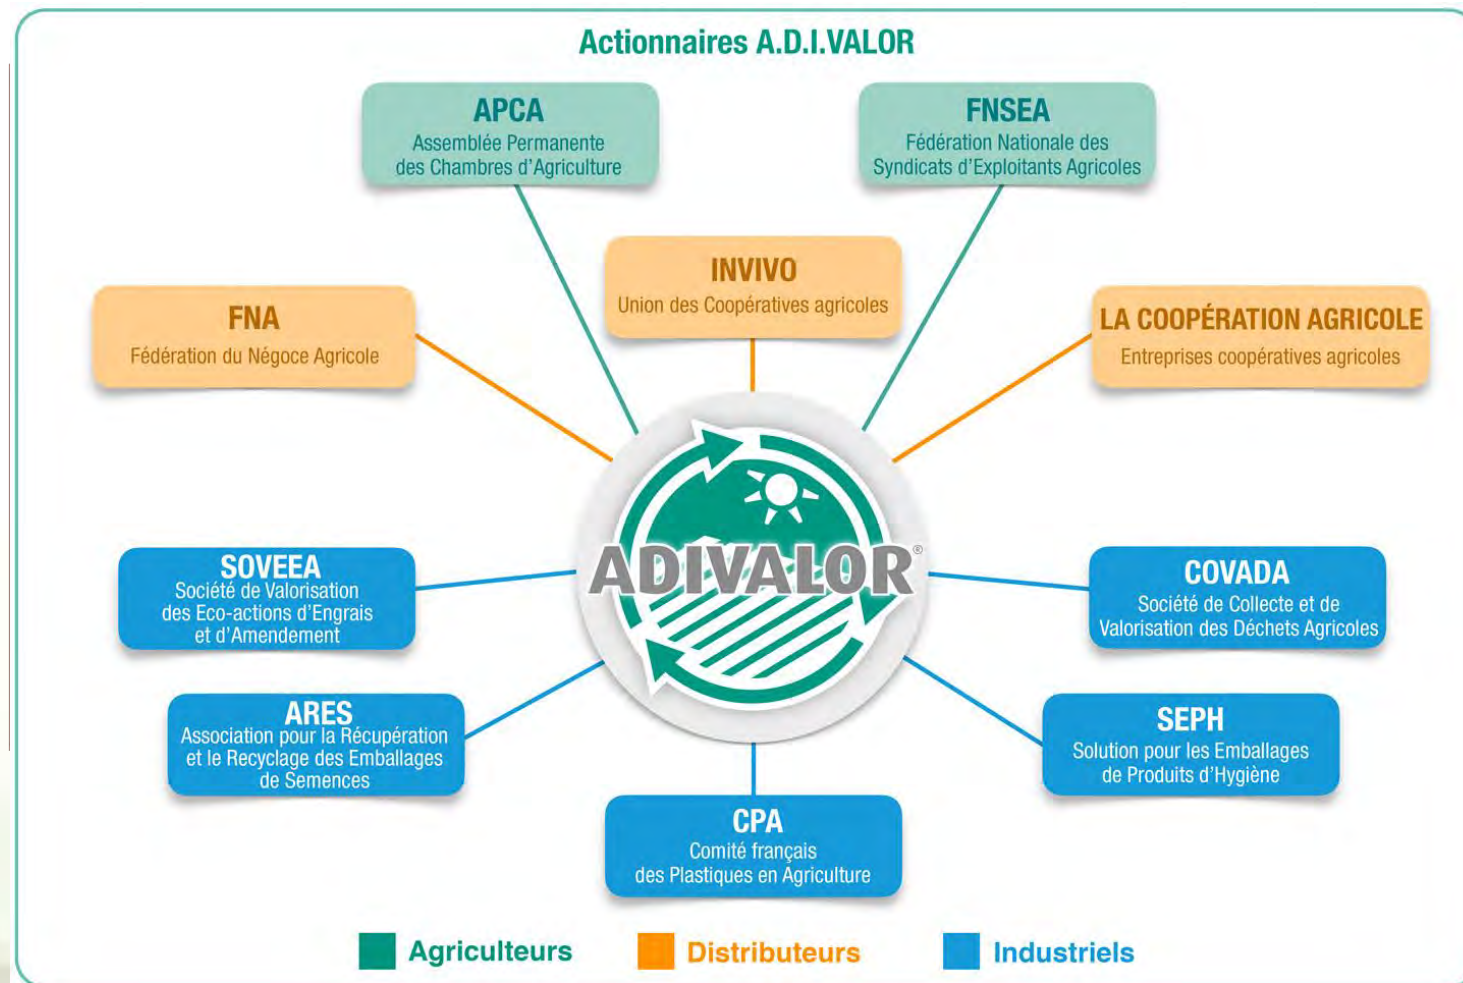 Actionnaires A.D.I.VALOR
APCA
Assemblée Permanente
des Chambres d'Agriculture
FNSEA
Fédération Nationale des
Syndicats d'Exploitants Agricoles
INVIVO
Union des Coopératives agricoles
FNA
Fédération du Négoce Agricole
LA COOPÉRATION AGRICOLE
Entreprises coopératives agricoles
ADIVALOR®
SOVEEA
Société de Valorisation
des Eco-actions d'Engrais
et d'Amendement
COVADA
Société de Collecte et de
Valorisation des Déchets Agricoles
ARES
Association pour la Récupération
et le Recyclage des Emballages
de Semences
SEPH
Solution pour les Emballages
de Produits d'Hygiène
CPA
Comité français
des Plastiques en Agriculture
Agriculteurs
Distributeurs
Industriels